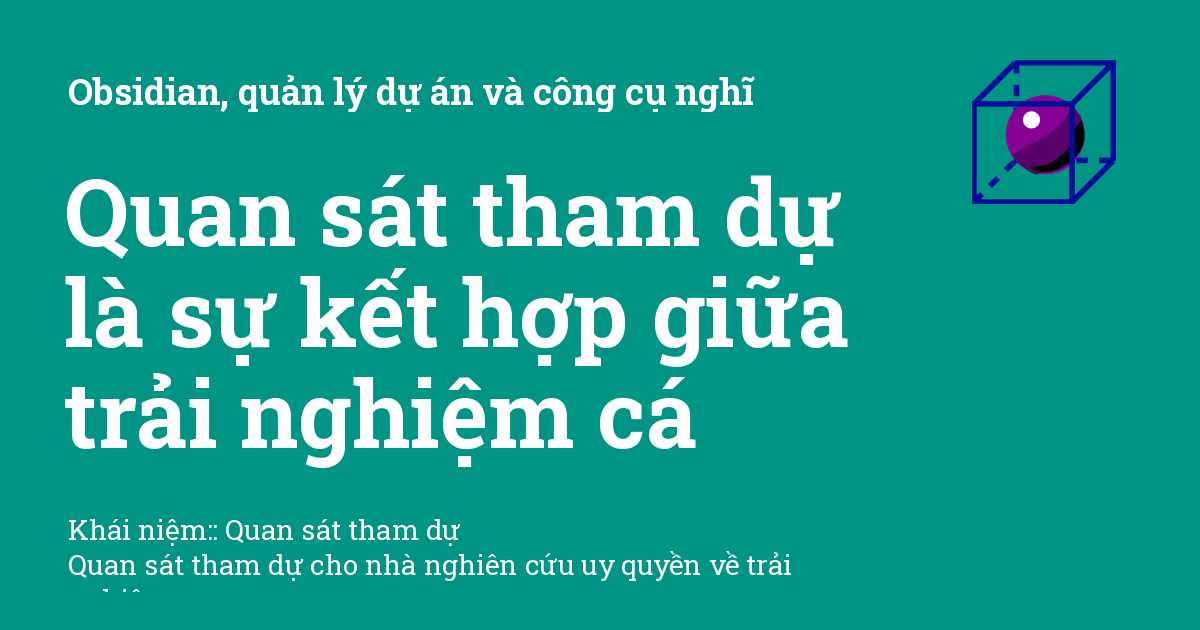 Obsidian, quản lý dự án và công cụ nghĩ
Quan sát tham dự
là sự kết hợp giữa
trải nghiệm cá
Khái niệm:: Quan sát tham dự
Quan sát tham dự cho nhà nghiên cứu uy quyền về trải